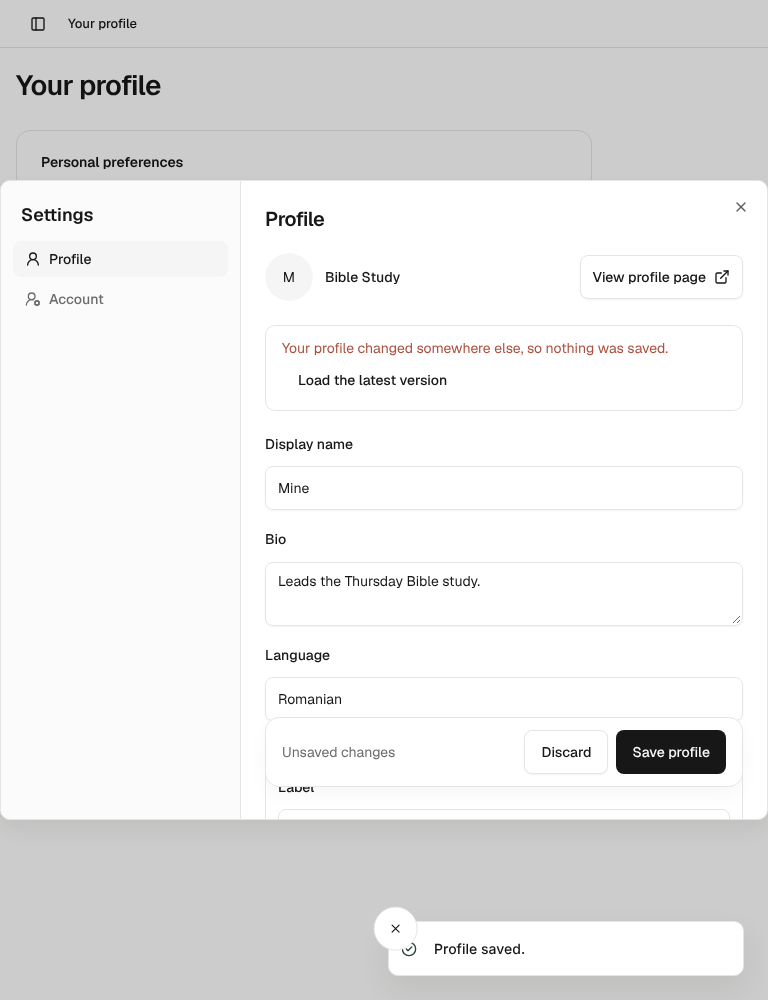 Your profile
Your profile
Personal preferences
Settings
Profile
Account
Profile
M
Bible Study
View profile page
Your profile changed somewhere else, so nothing was saved.
Load the latest version
Display name
Mine
Bio
Leads the Thursday Bible study.
Language
Romanian
Unsaved changes
Discard
Save profile
Label
Profile saved.